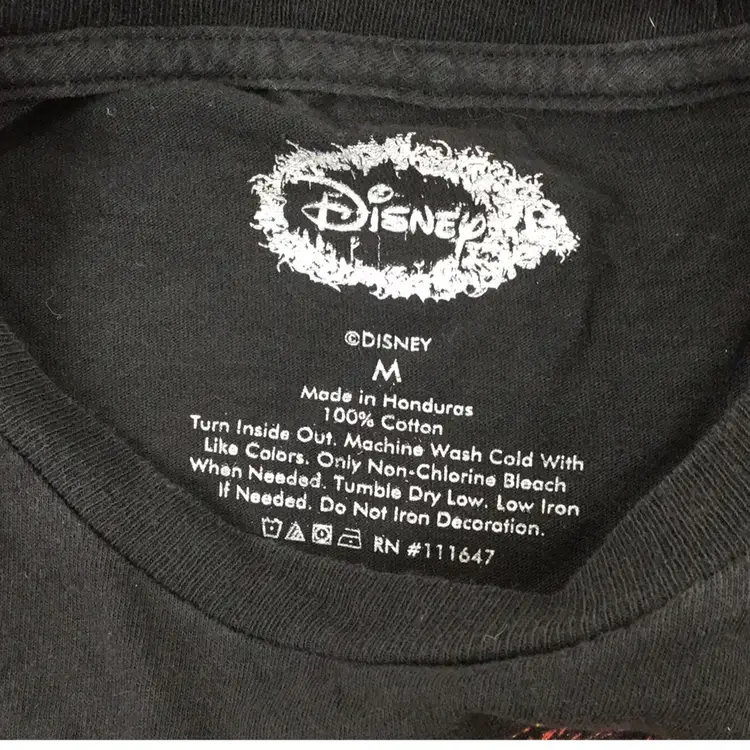 Disney
©DISNEY
M
Made in Honduras
100% Cotton
Turn Inside Out. Machine Wash Cold With
Like Colors. Only Non-Chlorine Bleach
When Needed. Tumble Dry Low. Low Iron
If Needed. Do Not Iron Decoration.
RN #111647